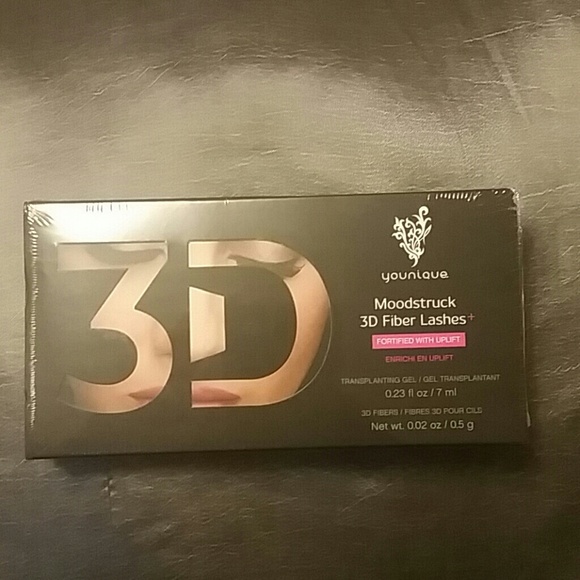 3D
younique
Moodstruck
3D Fiber Lashes+
FORTIFIED WITH UPLIFT
ENRICHI EN UPLIFT
TRANSPLANTING GEL / GEL TRANSPLANTANT
0.23 fl oz / 7 ml
3D FIBERS / FIBRES 3D POUR CILS
Net wt. 0.02 oz / 0.5 g